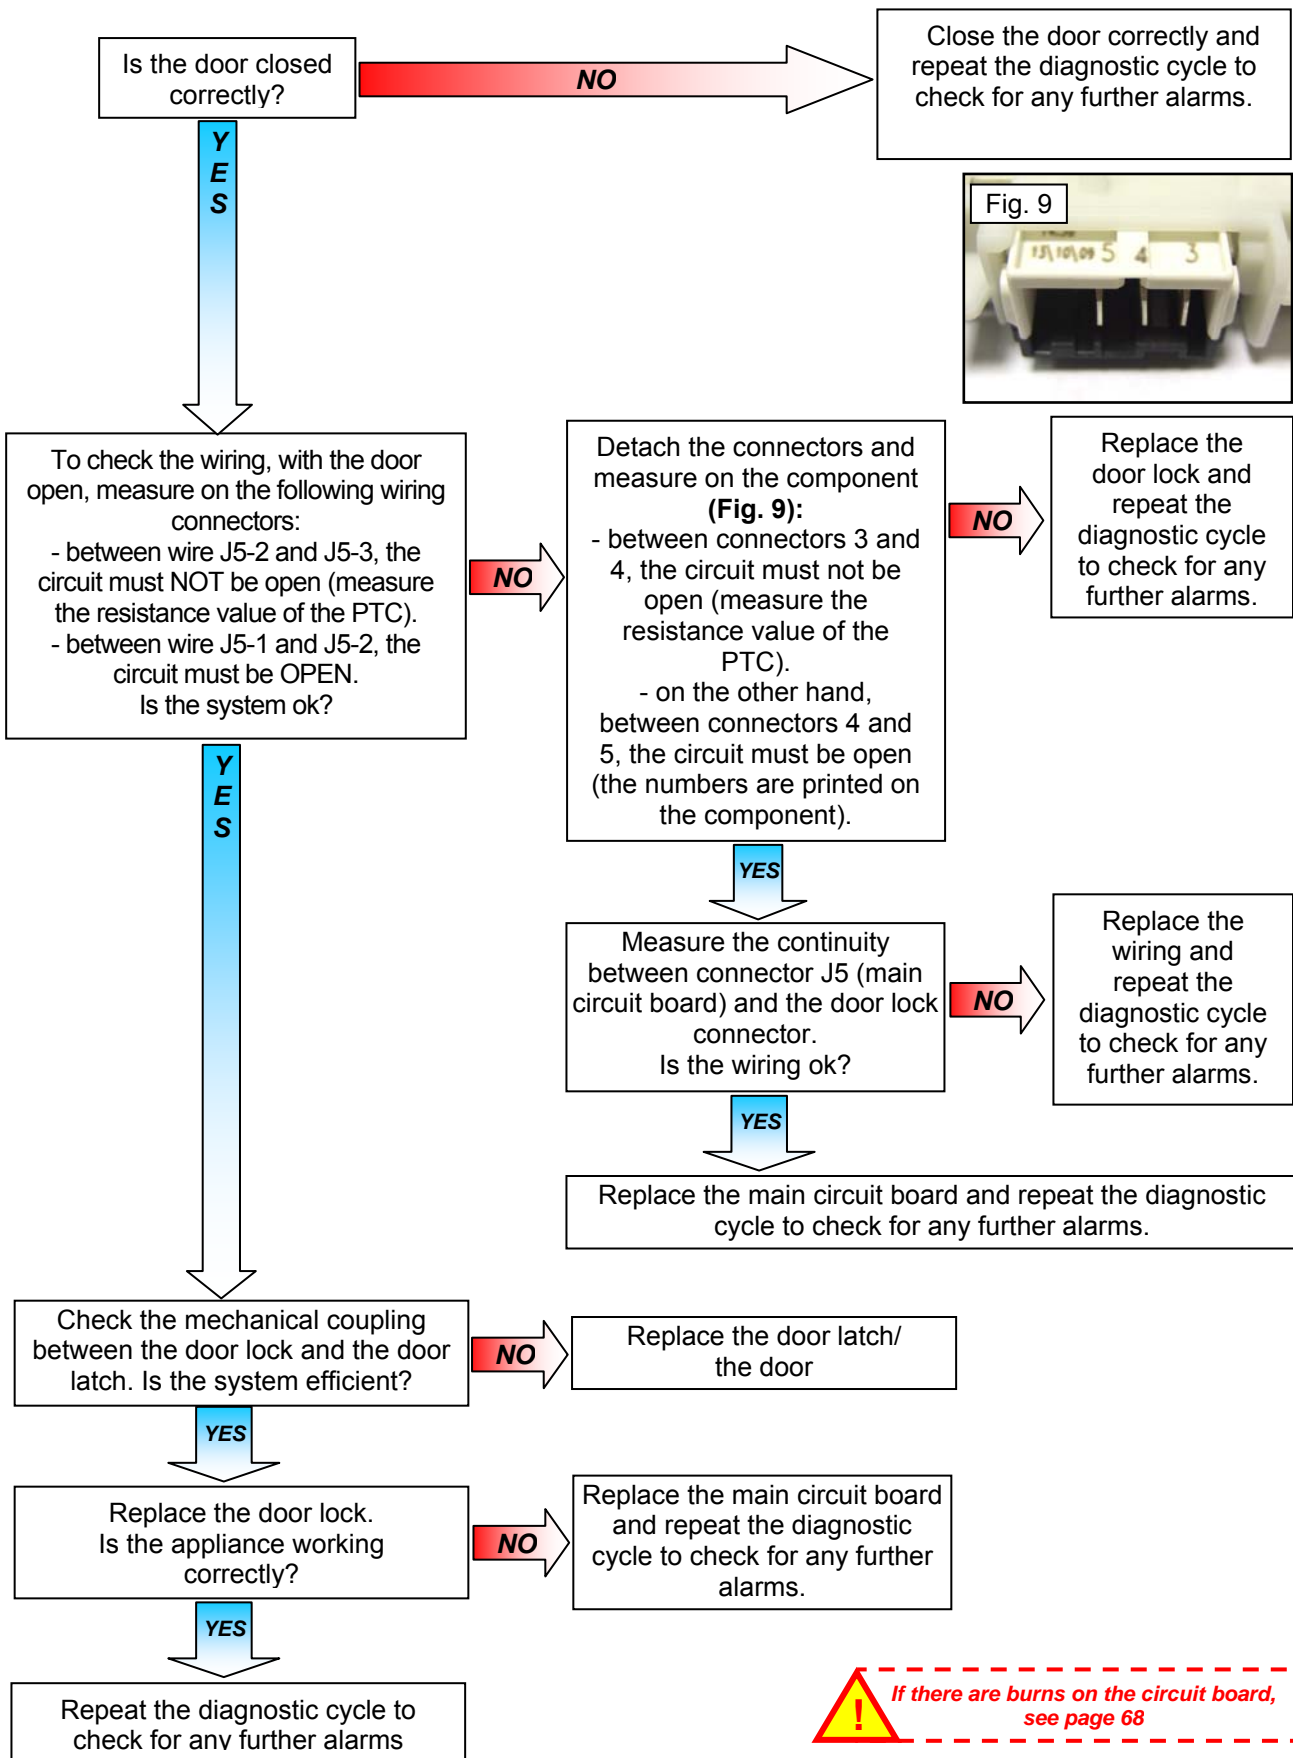 Is the door closed
correctly?
NO
Close the door correctly and
repeat the diagnostic cycle to
check for any further alarms.
YES
Fig. 9
13\10\09 5 4 3
To check the wiring, with the door
open, measure on the following wiring
connectors:
- between wire J5-2 and J5-3, the
circuit must NOT be open (measure
the resistance value of the PTC).
- between wire J5-1 and J5-2, the
circuit must be OPEN.
Is the system ok?
NO
Detach the connectors and
measure on the component
(Fig. 9):
- between connectors 3 and
4, the circuit must not be
open (measure the
resistance value of the
PTC).
- on the other hand,
between connectors 4 and
5, the circuit must be open
(the numbers are printed on
the component).
NO
Replace the
door lock and
repeat the
diagnostic cycle
to check for any
further alarms.
YES
YES
Measure the continuity
between connector J5 (main
circuit board) and the door lock
connector.
Is the wiring ok?
NO
Replace the
wiring and
repeat the
diagnostic cycle
to check for any
further alarms.
YES
Replace the main circuit board and repeat the diagnostic
cycle to check for any further alarms.
Check the mechanical coupling
between the door lock and the door
latch. Is the system efficient?
NO
Replace the door latch/
the door
YES
Replace the door lock.
Is the appliance working
correctly?
NO
Replace the main circuit board
and repeat the diagnostic
cycle to check for any further
alarms.
YES
Repeat the diagnostic cycle to
check for any further alarms
!
If there are burns on the circuit board,
see page 68